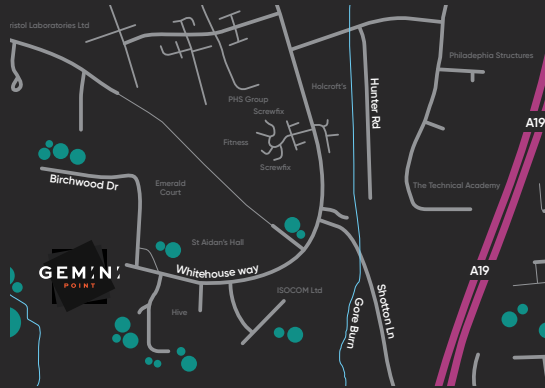 ristol Laboratories Ltd
Philadephia Structures
Holcroft's
Hunter Rd
PHS Group
Screwfix
A19
Fitness
Screwfix
Birchwood Dr
Emerald
Court
The Technical Academy
St Aidan's Hall
GEMINI
POINT
Whitehouse way
A19
ISOCOM Ltd
Shotton Ln
Gore Burn
Hive